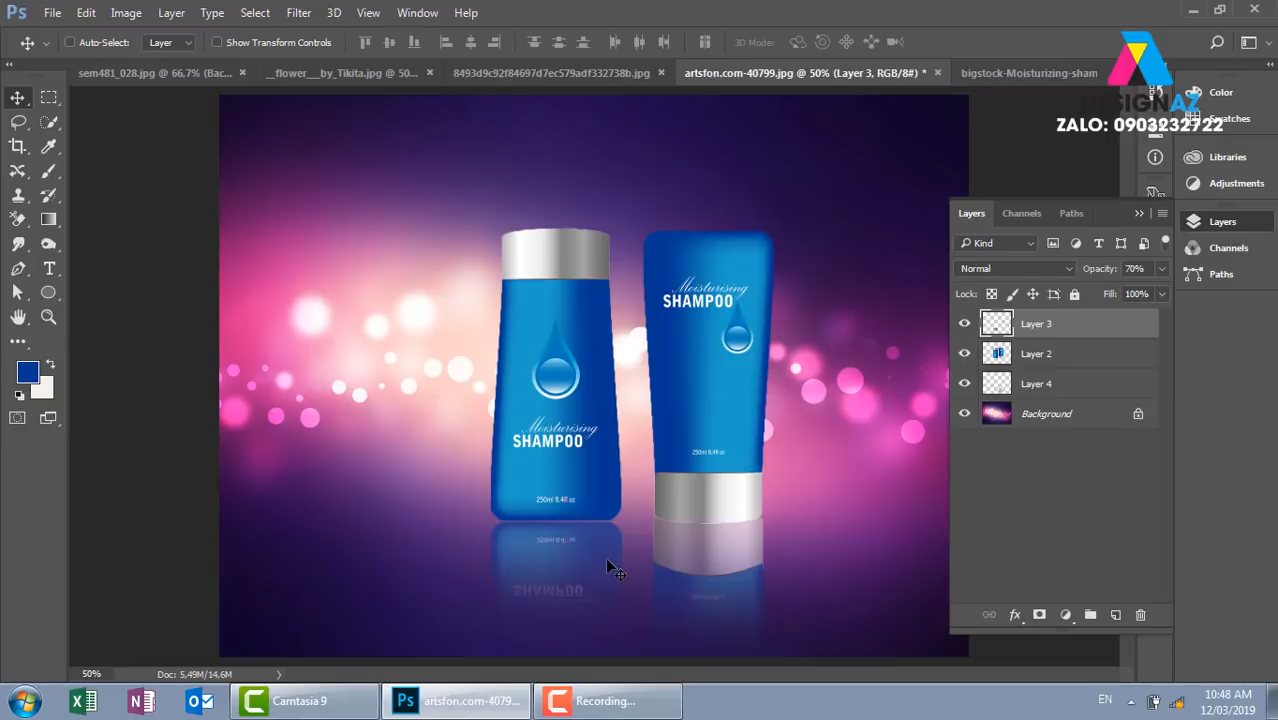 Ps File Edit Image Layer Type Select Filter 3D View Window Help
Auto-Select: Layer Show Transform Controls 3D Mode:
sem481_028.jpg @ 66,7% (Bac... × __flower__by_Tikita.jpg @ 50... × 8493d9c92f84697d7ec579adf332738b.jpg × artsfon.com-40799.jpg @ 50% (Layer 3, RGB/8#) * × bigstock-Moisturizing-sham
DESIGNAZ
ZALO: 0903232722
Color
Swatches
Libraries
Adjustments
Layers
Channels
Paths
Layers Channels Paths
Kind
Normal Opacity: 70%
Lock: Fill: 100%
Layer 3
Layer 2
Layer 4
Background
fx
Moisturising
SHAMPOO
250ml 8.4fl oz
Moisturising
SHAMPOO
250ml 8.4fl oz
50% Doc: 5,49M/14,6M
Camtasia 9
Ps artsfon.com-4079...
Recording...
EN
10:48 AM
12/03/2019